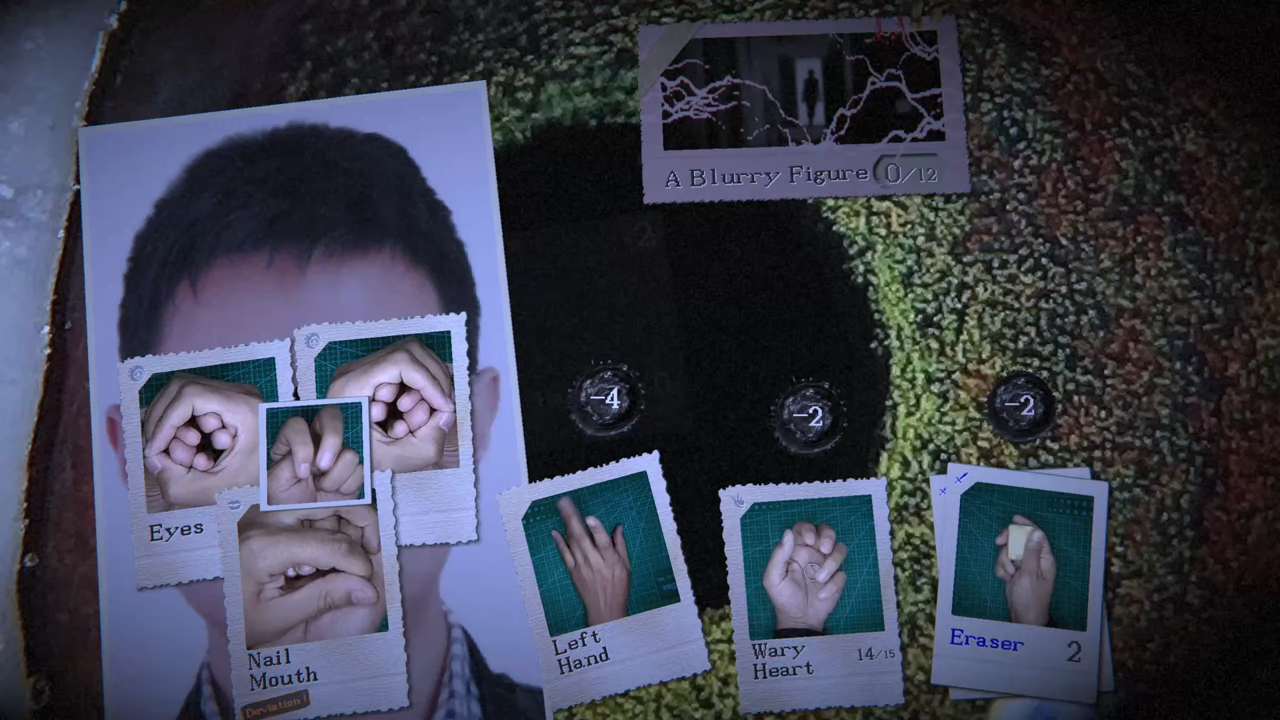 A Blurry Figure 0/12
-4
-2
-2
Eyes
Nail
Mouth
Deviation!
Left
Hand
Wary
Heart
14/15
Eraser
2